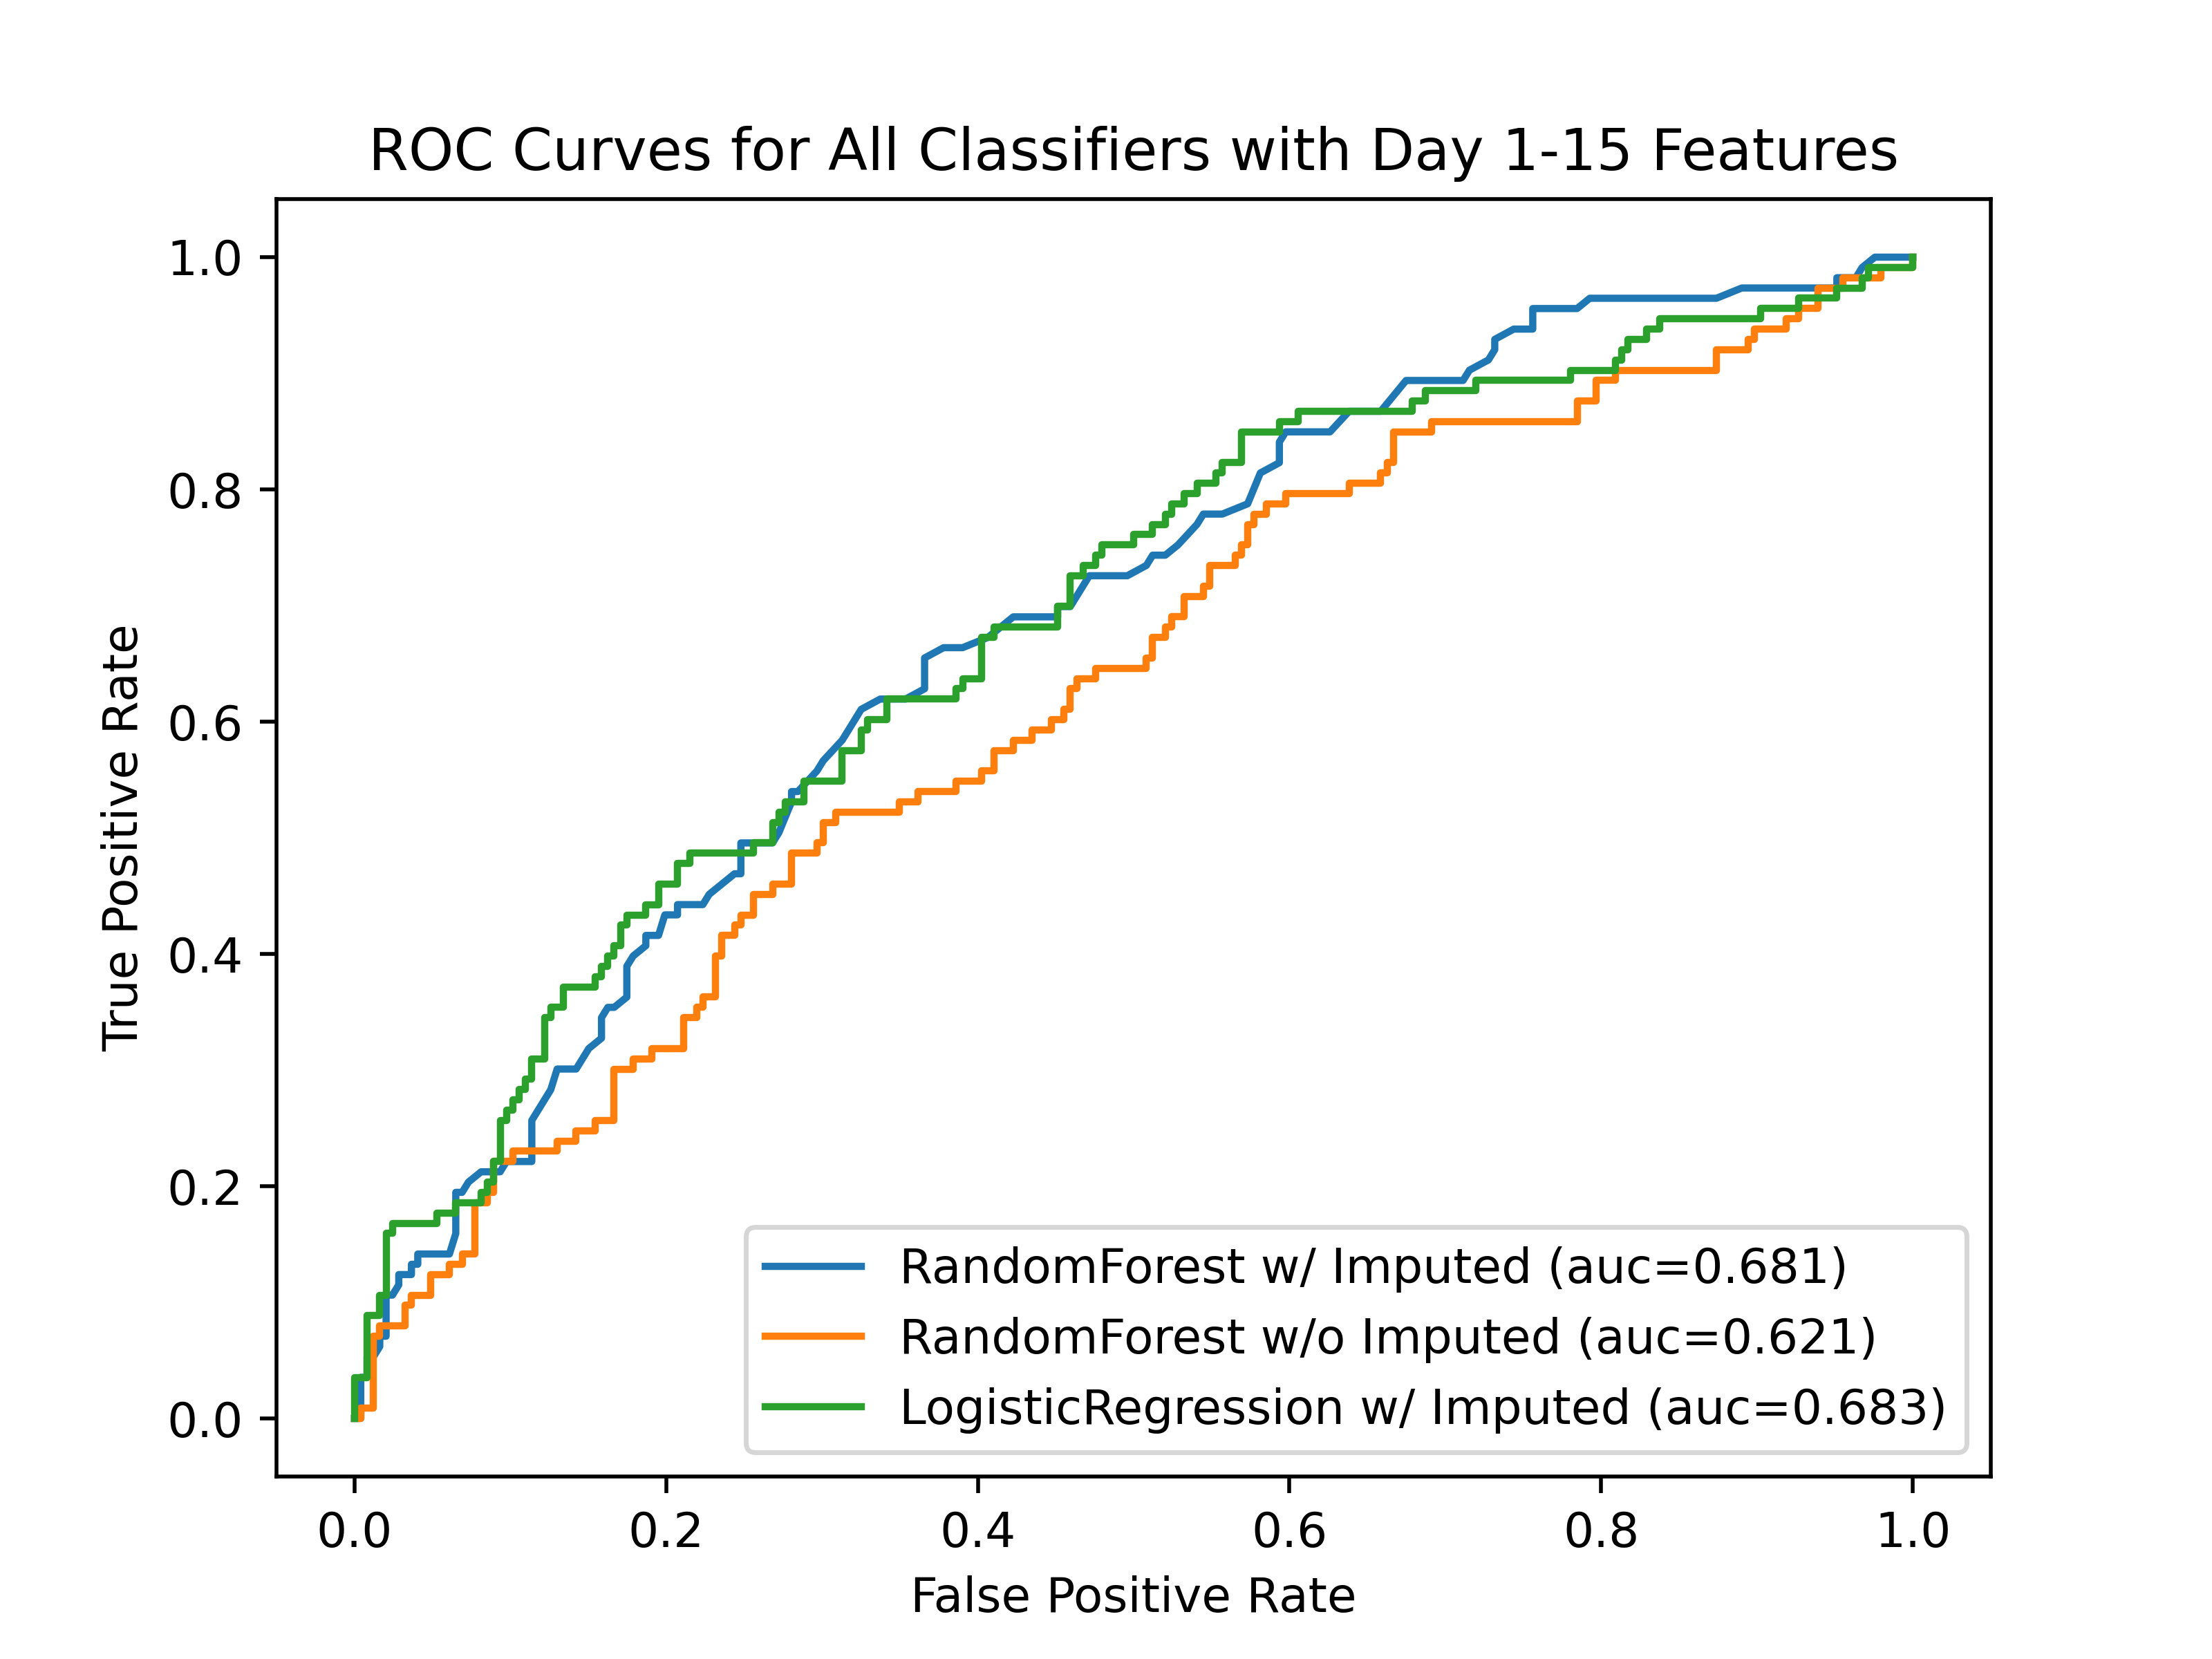 ROC Curves for All Classifiers with Day 1-15 Features
1.0
0.8
0.6
0.4
0.2
0.0
True Positive Rate
RandomForest w/ Imputed (auc=0.681)
RandomForest w/o Imputed (auc=0.621)
LogisticRegression w/ Imputed (auc=0.683)
0.0 0.2 0.4 0.6 0.8 1.0
False Positive Rate